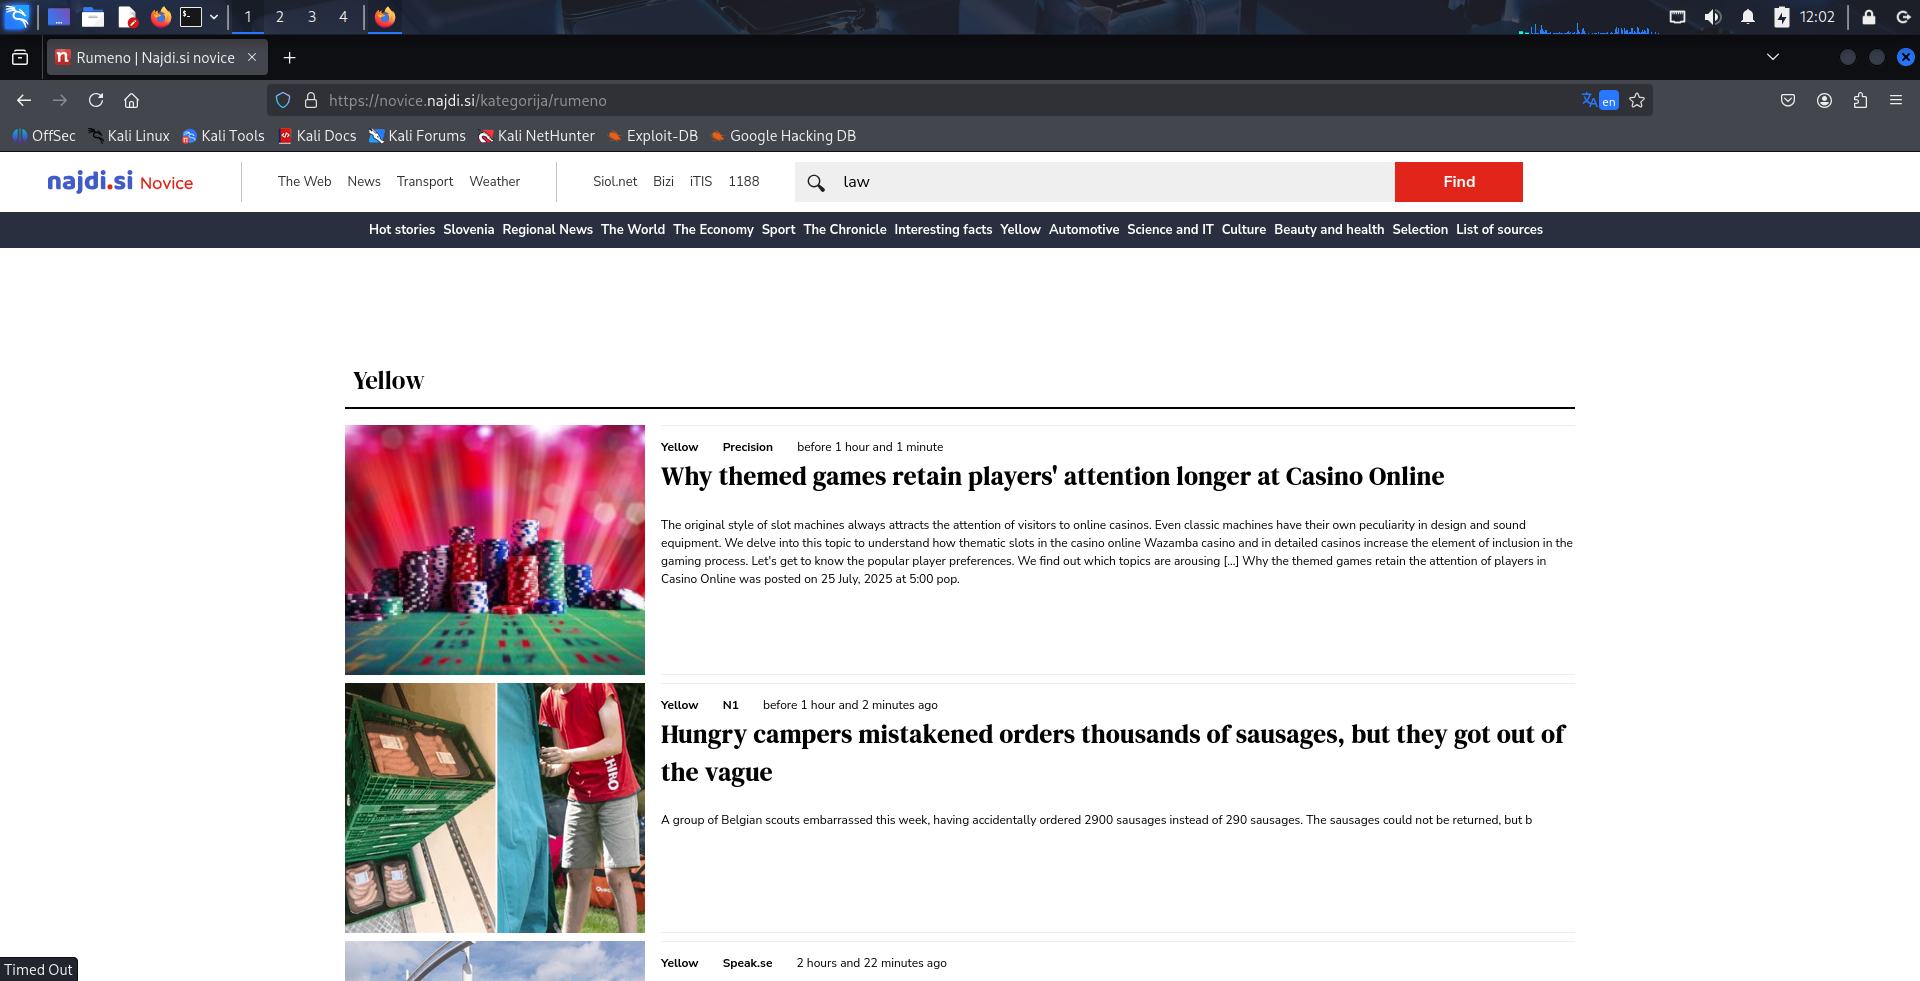 1 2 3 4 12:02
Rumeno | Najdi.si novice
https://novice.najdi.si/kategorija/rumeno
en
OffSec Kali Linux Kali Tools Kali Docs Kali Forums Kali NetHunter Exploit-DB Google Hacking DB
najdi.si Novice
The Web News Transport Weather Siol.net Bizi iTIS 1188 law Find
Hot stories Slovenia Regional News The World The Economy Sport The Chronicle Interesting facts Yellow Automotive Science and IT Culture Beauty and health Selection List of sources
Yellow
Yellow Precision before 1 hour and 1 minute
Why themed games retain players' attention longer at Casino Online
The original style of slot machines always attracts the attention of visitors to online casinos. Even classic machines have their own peculiarity in design and sound
equipment. We delve into this topic to understand how thematic slots in the casino online Wazamba casino and in detailed casinos increase the element of inclusion in the
gaming process. Let's get to know the popular player preferences. We find out which topics are arousing [...] Why the themed games retain the attention of players in
Casino Online was posted on 25 July, 2025 at 5:00 pop.
Yellow N1 before 1 hour and 2 minutes ago
Hungry campers mistakened orders thousands of sausages, but they got out of
the vague
A group of Belgian scouts embarrassed this week, having accidentally ordered 2900 sausages instead of 290 sausages. The sausages could not be returned, but b
Yellow Speak.se 2 hours and 22 minutes ago
Timed Out